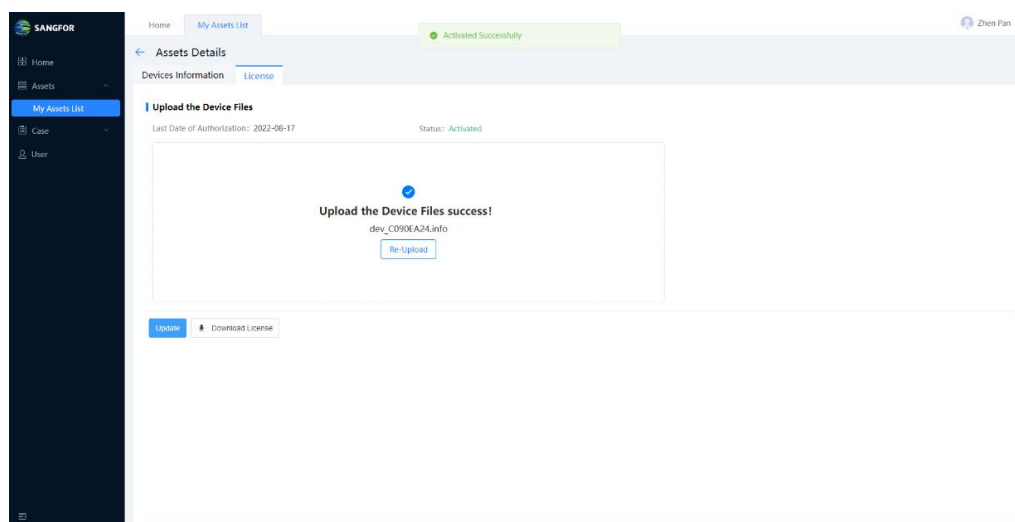 SANGFOR
Home
My Assets List
Activated Successfully
Zhen Pan
Home
Assets
My Assets List
Case
User
Assets Details
Devices Information
License
Upload the Device Files
Last Date of Authorization: 2022-08-17
Status: Activated
Upload the Device Files success!
dev_C090EA24.info
Re-Upload
Update
Download License